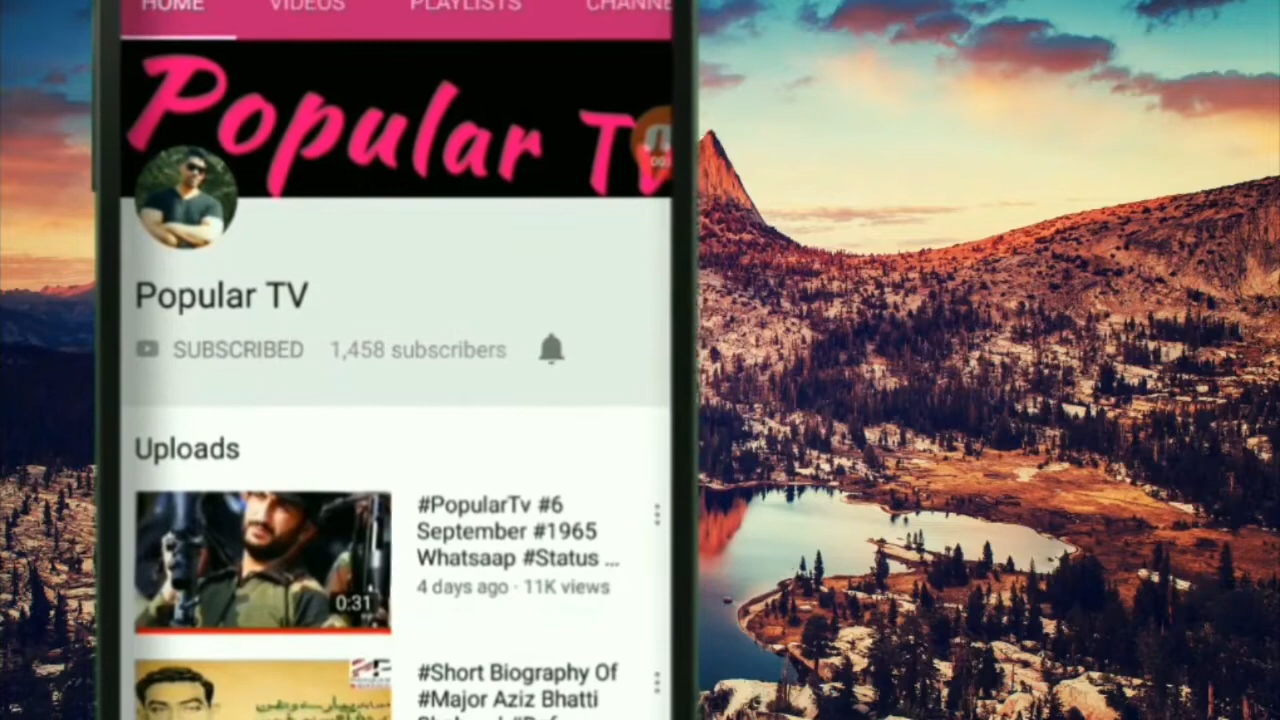 HOME VIDEOS PLAYLISTS CHANNE
Popular TV
Popular TV
SUBSCRIBED 1,458 subscribers
Uploads
#PopularTv #6
September #1965
Whatsaap #Status ...
4 days ago · 11K views
0:31
#Short Biography Of
#Major Aziz Bhatti